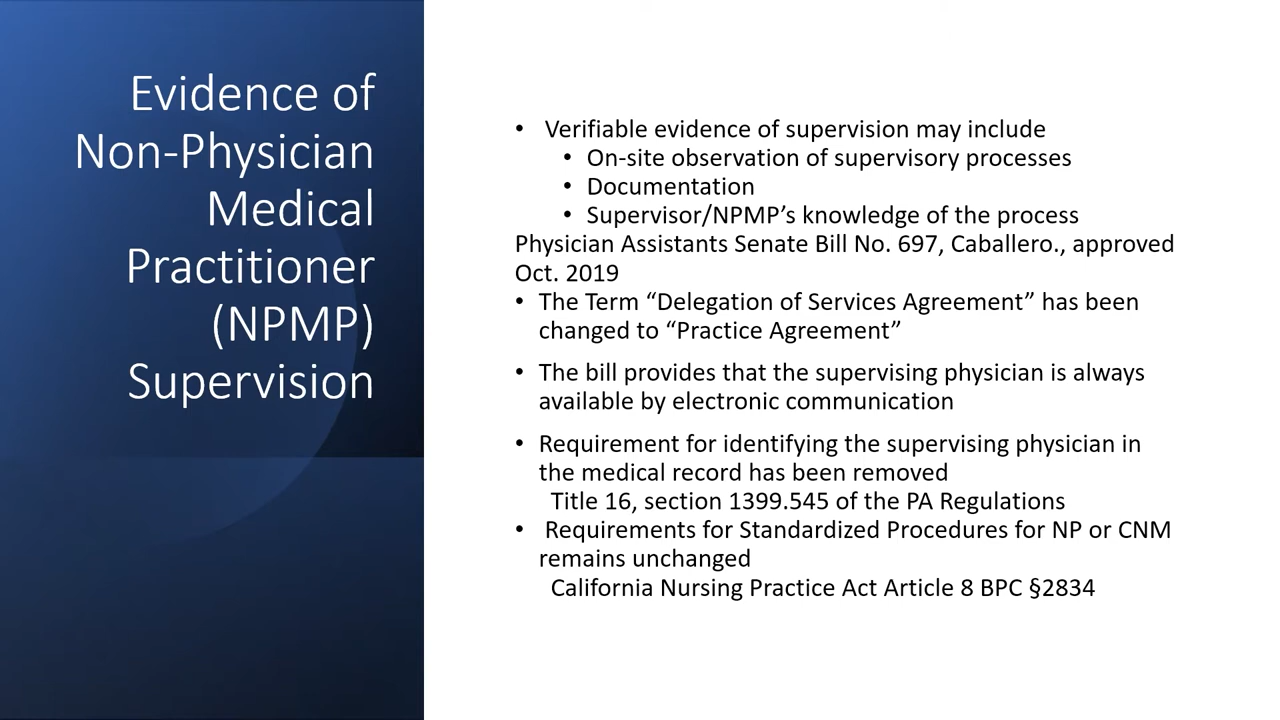 Evidence of
Non-Physician
Medical
Practitioner
(NPMP)
Supervision
• Verifiable evidence of supervision may include
• On-site observation of supervisory processes
• Documentation
• Supervisor/NPMP’s knowledge of the process
Physician Assistants Senate Bill No. 697, Caballero., approved
Oct. 2019
• The Term “Delegation of Services Agreement” has been
changed to “Practice Agreement”
• The bill provides that the supervising physician is always
available by electronic communication
• Requirement for identifying the supervising physician in
the medical record has been removed
Title 16, section 1399.545 of the PA Regulations
• Requirements for Standardized Procedures for NP or CNM
remains unchanged
California Nursing Practice Act Article 8 BPC §2834